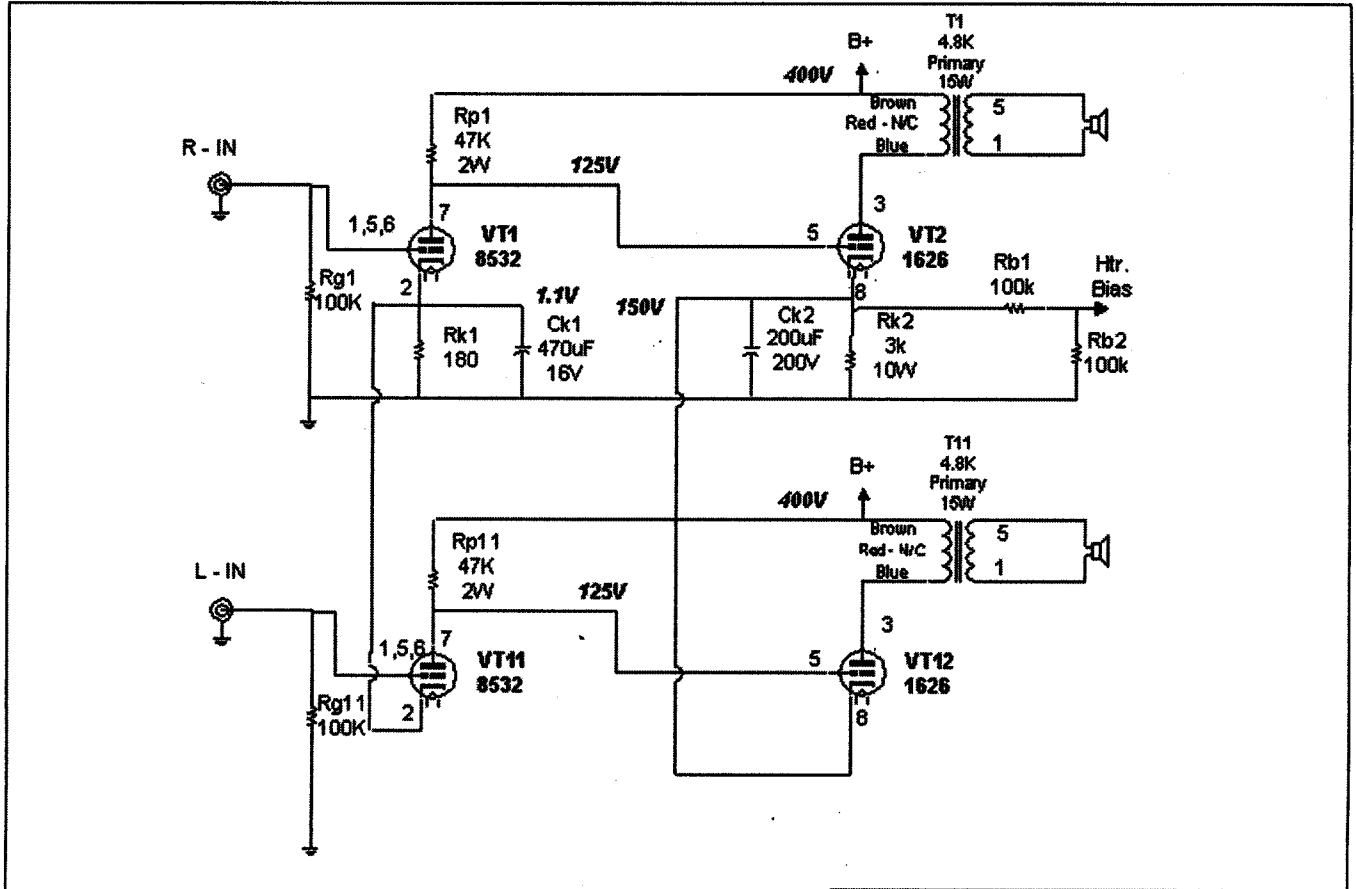 T1
4.8K
Primary
15W
B+
400V
Brown
Red - N/C
Blue
5
1
Rp1
47K
2W
R - IN
125V
1,5,6
7
VT1
8532
2
Rg1
100K
1.1V
Rk1
180
Ck1
470uF
16V
3
5
VT2
1626
8
150V
Ck2
200uF
200V
Rk2
3k
10W
Rb1
100k
Htr.
Bias
Rb2
100k
T11
4.8K
Primary
15W
B+
400V
Brown
Red - N/C
Blue
5
1
Rp11
47K
2W
L - IN
125V
1,5,6
7
VT11
8532
2
Rg11
100K
3
5
VT12
1626
8